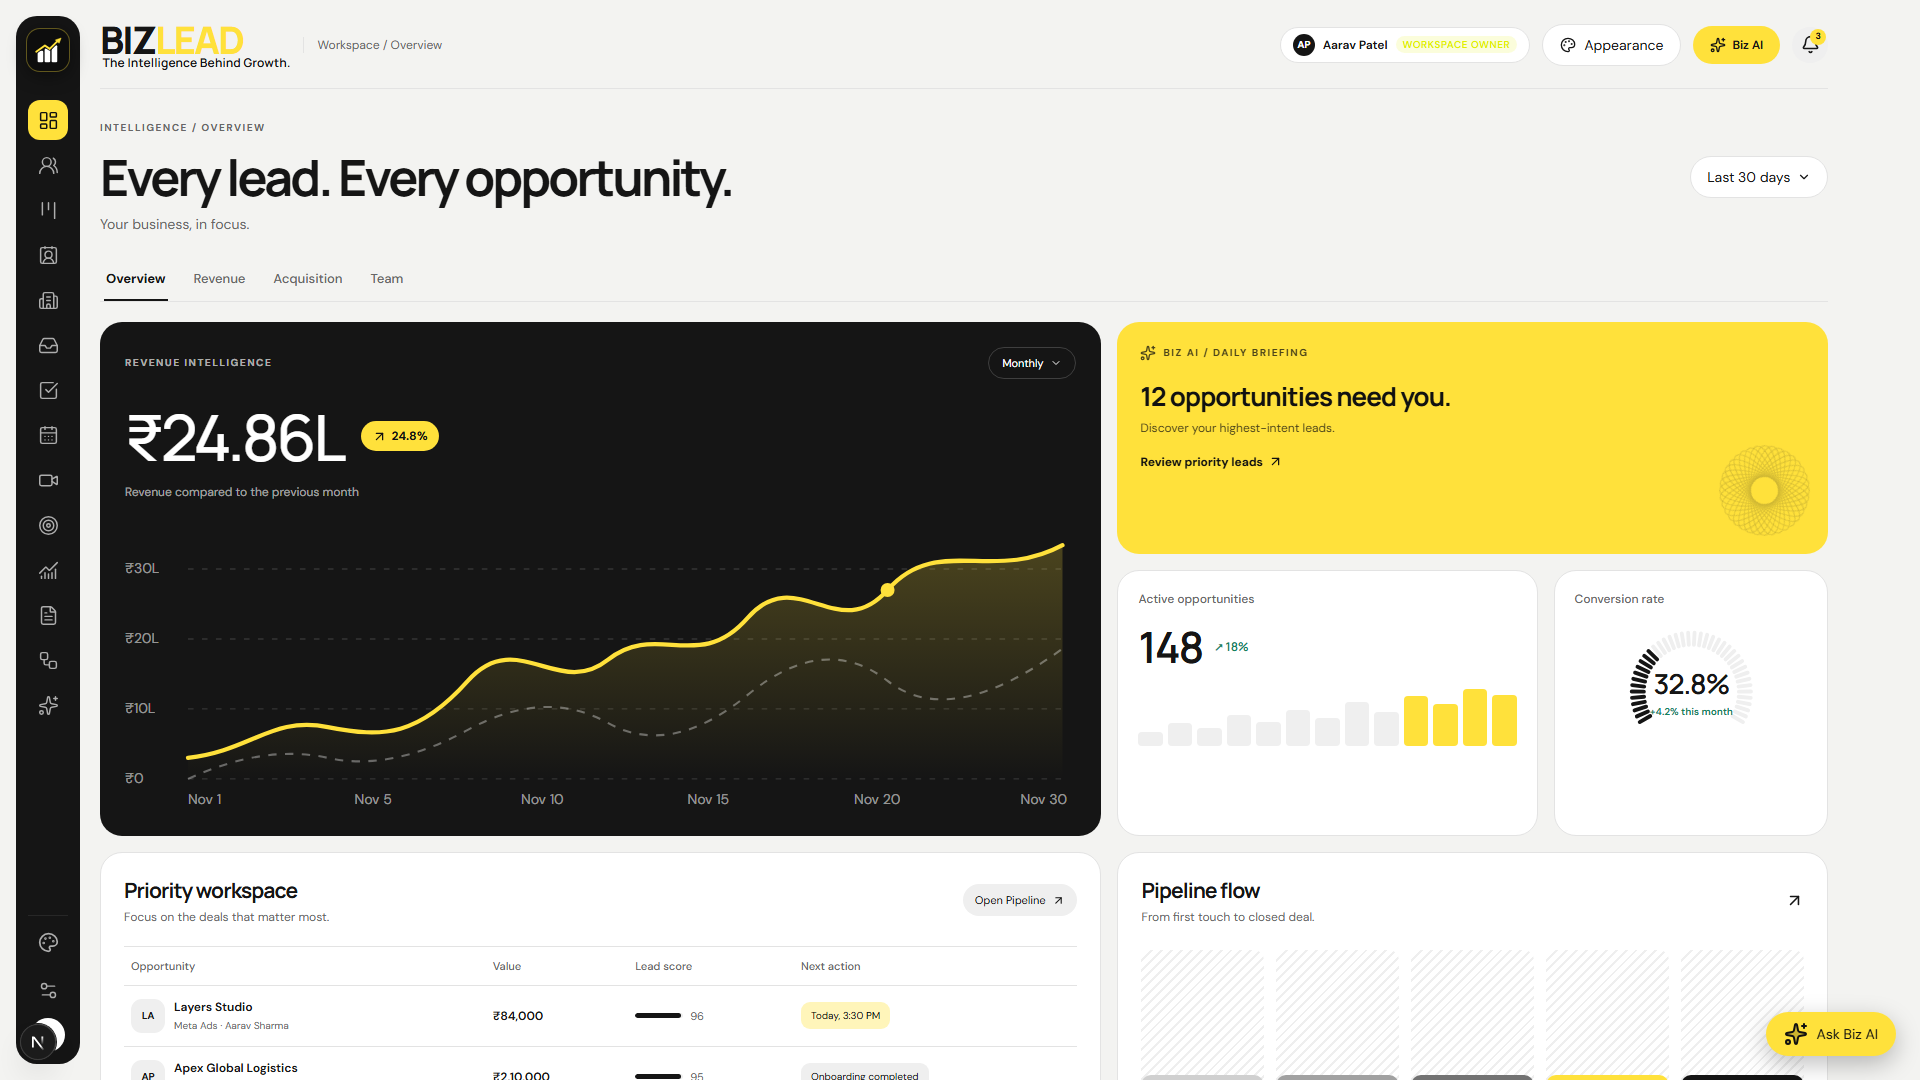 BIZLEAD
The Intelligence Behind Growth.
Workspace / Overview
AP Aarav Patel WORKSPACE OWNER
Appearance
Biz AI
3
INTELLIGENCE / OVERVIEW
Every lead. Every opportunity.
Your business, in focus.
Last 30 days
Overview Revenue Acquisition Team
REVENUE INTELLIGENCE
Monthly
₹24.86L
24.8%
Revenue compared to the previous month
₹30L
₹20L
₹10L
₹0
Nov 1 Nov 5 Nov 10 Nov 15 Nov 20 Nov 30
BIZ AI / DAILY BRIEFING
12 opportunities need you.
Discover your highest-intent leads.
Review priority leads
Active opportunities
148
↗ 18%
Conversion rate
32.8%
+4.2% this month
Priority workspace
Focus on the deals that matter most.
Open Pipeline
Opportunity Value Lead score Next action
LA Layers Studio
Meta Ads · Aarav Sharma
₹84,000
96
Today, 3:30 PM
AP Apex Global Logistics
₹2,10,000
95
Onboarding completed
Pipeline flow
From first touch to closed deal.
Ask Biz AI
N